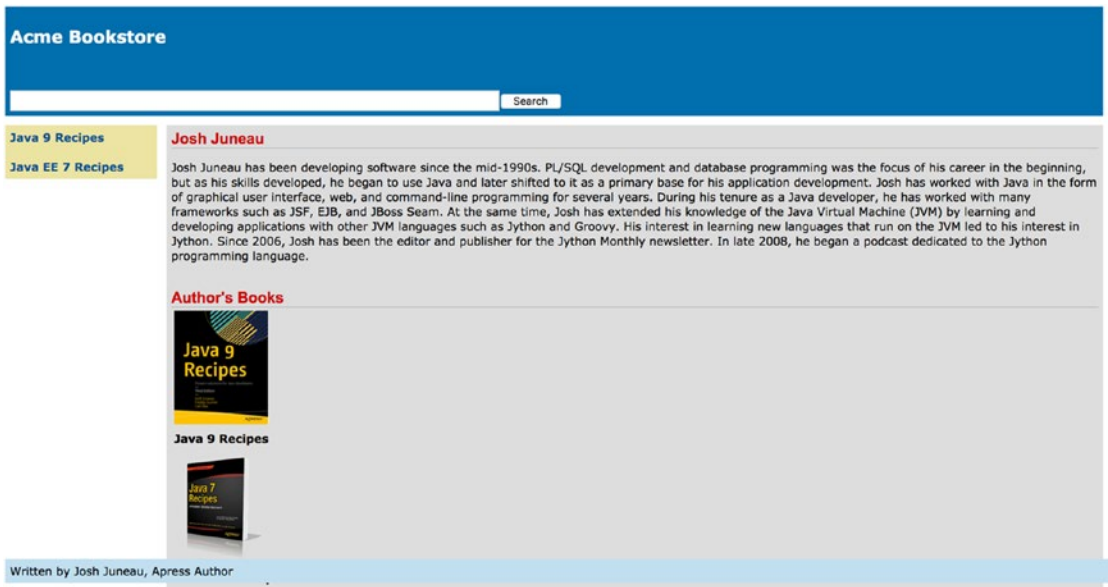 Acme Bookstore
Search
Java 9 Recipes
Java EE 7 Recipes
Josh Juneau
Josh Juneau has been developing software since the mid-1990s. PL/SQL development and database programming was the focus of his career in the beginning,
but as his skills developed, he began to use Java and later shifted to it as a primary base for his application development. Josh has worked with Java in the form
of graphical user interface, web, and command-line programming for several years. During his tenure as a Java developer, he has worked with many
frameworks such as JSF, EJB, and JBoss Seam. At the same time, Josh has extended his knowledge of the Java Virtual Machine (JVM) by learning and
developing applications with other JVM languages such as Jython and Groovy. His interest in learning new languages that run on the JVM led to his interest in
Jython. Since 2006, Josh has been the editor and publisher for the Jython Monthly newsletter. In late 2008, he began a podcast dedicated to the Jython
programming language.
Author's Books
Java 9
Recipes
Java 9 Recipes
Java 7
Recipes
Written by Josh Juneau, Apress Author